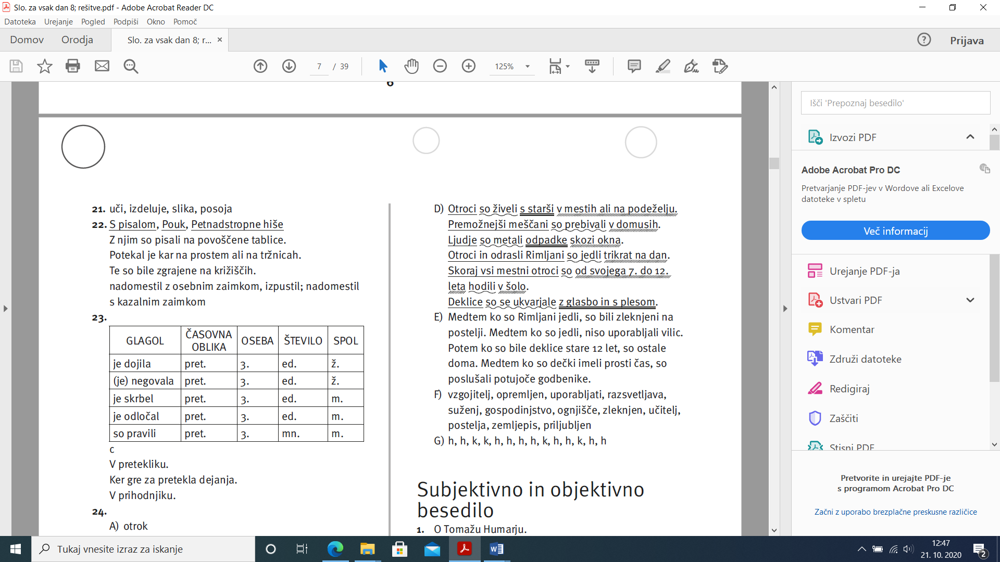 Slo. za vsak dan 8; rešitve.pdf - Adobe Acrobat Reader DC
Datoteka Urejanje Pogled Podpiši Okno Pomoč
Domov Orodja Slo. za vsak dan 8; r... × Prijava
7 / 39 125%
6
21. uči, izdeluje, slika, posoja
22. S pisalom, Pouk, Petnadstropne hiše
Z njim so pisali na povoščene tablice.
Potekal je kar na prostem ali na tržnicah.
Te so bile zgrajene na križiščih.
nadomestil z osebnim zaimkom, izpustil; nadomestil
s kazalnim zaimkom
23.
GLAGOL ČASOVNA OBLIKA OSEBA ŠTEVILO SPOL
je dojila pret. 3. ed. ž.
(je) negovala pret. 3. ed. ž.
je skrbel pret. 3. ed. m.
je odločal pret. 3. ed. m.
so pravili pret. 3. mn. m.
c
V pretekliku.
Ker gre za pretekla dejanja.
V prihodnjiku.
24.
A) otrok
D) Otroci so živeli s starši v mestih ali na podeželju.
Premožnejši meščani so prebivali v domusih.
Ljudje so metali odpadke skozi okna.
Otroci in odrasli Rimljani so jedli trikrat na dan.
Skoraj vsi mestni otroci so od svojega 7. do 12.
leta hodili v šolo.
Deklice so se ukvarjale z glasbo in s plesom.
E) Medtem ko so Rimljani jedli, so bili zleknjeni na
postelji. Medtem ko so jedli, niso uporabljali vilic.
Potem ko so bile deklice stare 12 let, so ostale
doma. Medtem ko so dečki imeli prosti čas, so
poslušali potujoče godbenike.
F) vzgojitelj, opremljen, uporabljati, razsvetljava,
suženj, gospodinjstvo, ognjišče, zleknjen, učitelj,
postelja, zemljepis, priljubljen
G) h, h, k, k, h, h, h, h, k, h, h, k, h, h
Subjektivno in objektivno
besedilo
1. O Tomažu Humarju.
Išči 'Prepoznaj besedilo'
Izvozi PDF
Adobe Acrobat Pro DC
Pretvarjanje PDF-jev v Wordove ali Excelove
datoteke v spletu
Več informacij
Urejanje PDF-ja
Ustvari PDF
Komentar
Združi datoteke
Redigiraj
Zaščiti
Stisni PDF
Pretvorite in urejajte PDF-je
s programom Acrobat Pro DC
Začni z uporabo brezplačne preskusne različice
Tukaj vnesite izraz za iskanje
12:47
21. 10. 2020
2